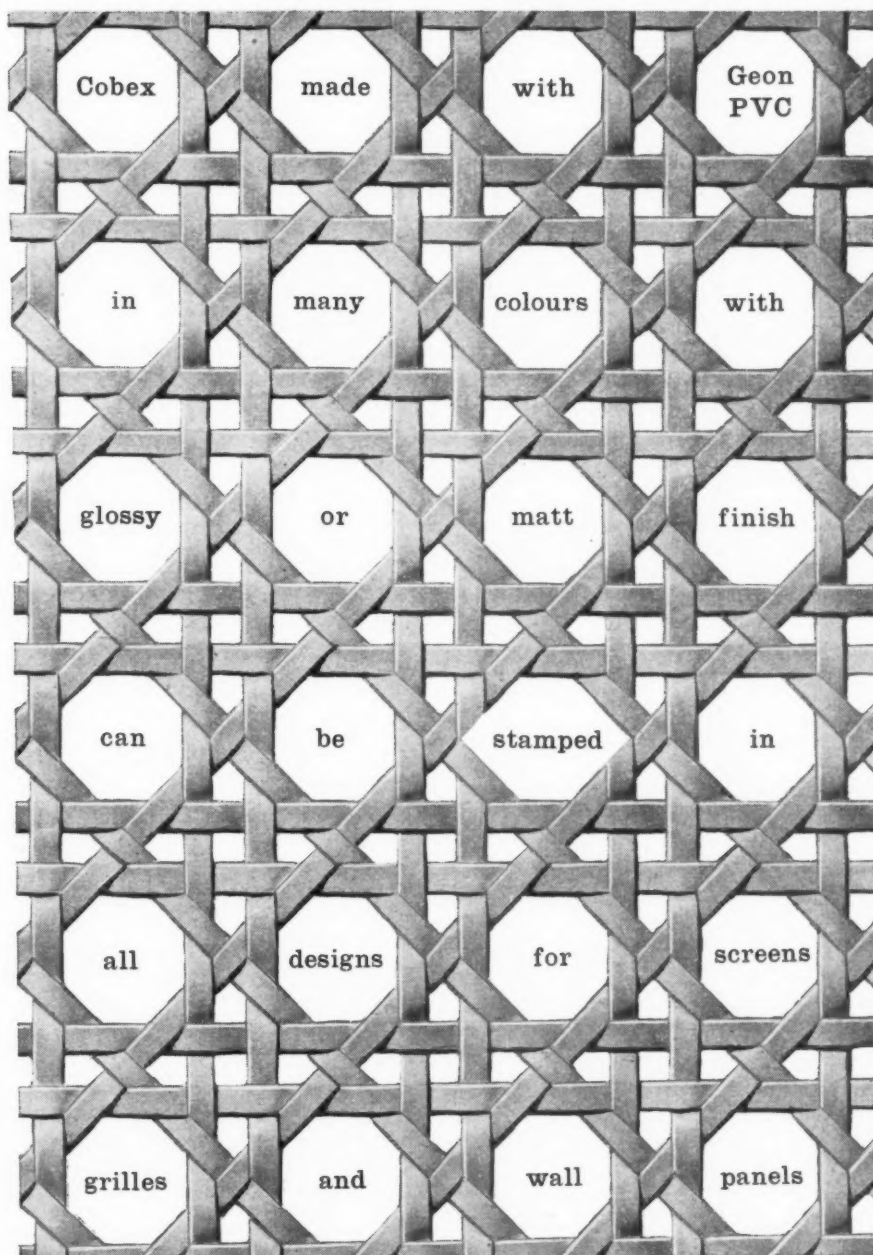 Cobex made with Geon
PVC
in many colours with
glossy or matt finish
can be stamped in
all designs for screens
grilles and wall panels